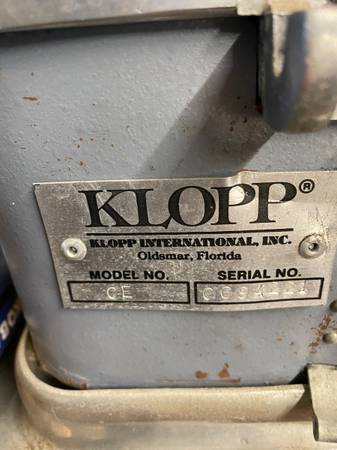 KLOPP®
KLOPP INTERNATIONAL, INC.
Oldsmar, Florida
MODEL NO. SERIAL NO.
CE